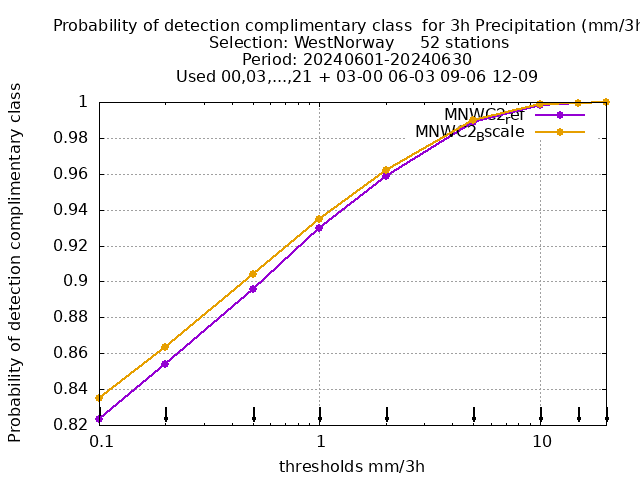 Probability of detection complimentary class  for 3h Precipitation (mm/3h
Selection: WestNorway     52 stations
Period: 20240601-20240630
Used 00,03,...,21 + 03-00 06-03 09-06 12-09
Probability of detection complimentary class
1
0.98
0.96
0.94
0.92
0.9
0.88
0.86
0.84
0.82
MNWC2ref
MNWC2Bscale
0.1
1
10
thresholds mm/3h